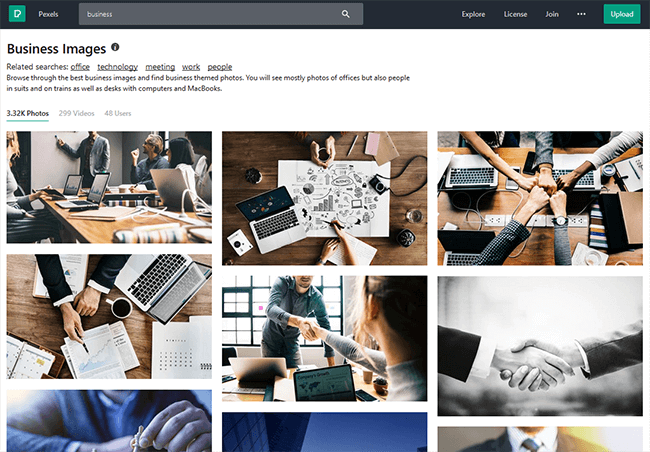 Pexels
business
Explore
License
Join
•••
Upload
Business Images
Related searches: office technology meeting work people
Browse through the best business images and find business themed photos. You will see mostly photos of offices but also people
in suits and on trains as well as desks with computers and MacBooks.
3.32K Photos 299 Videos 48 Users